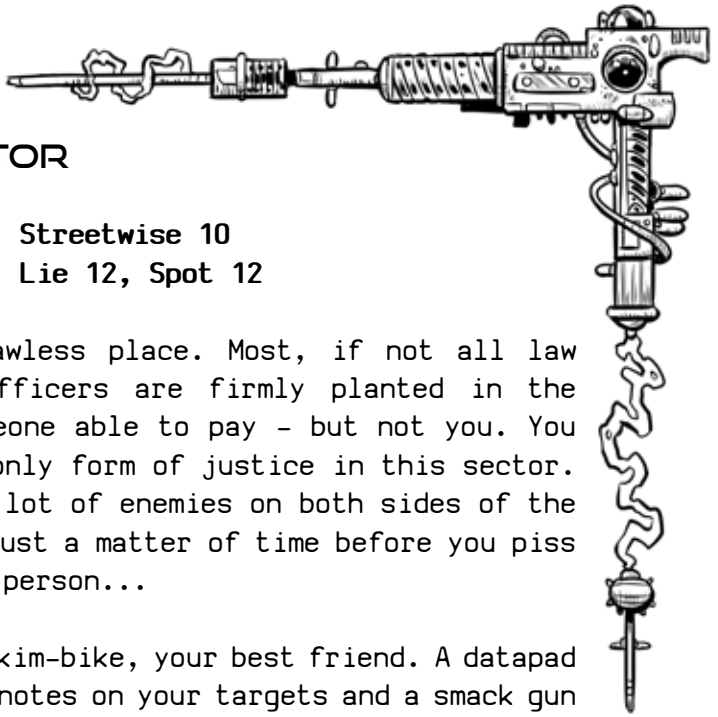 TOR
Streetwise 10
Lie 12, Spot 12
awless place. Most, if not all law
fficers are firmly planted in the
eone able to pay – but not you. You
only form of justice in this sector.
lot of enemies on both sides of the
ust a matter of time before you piss
person...
kim-bike, your best friend. A datapad
notes on your targets and a smack gun